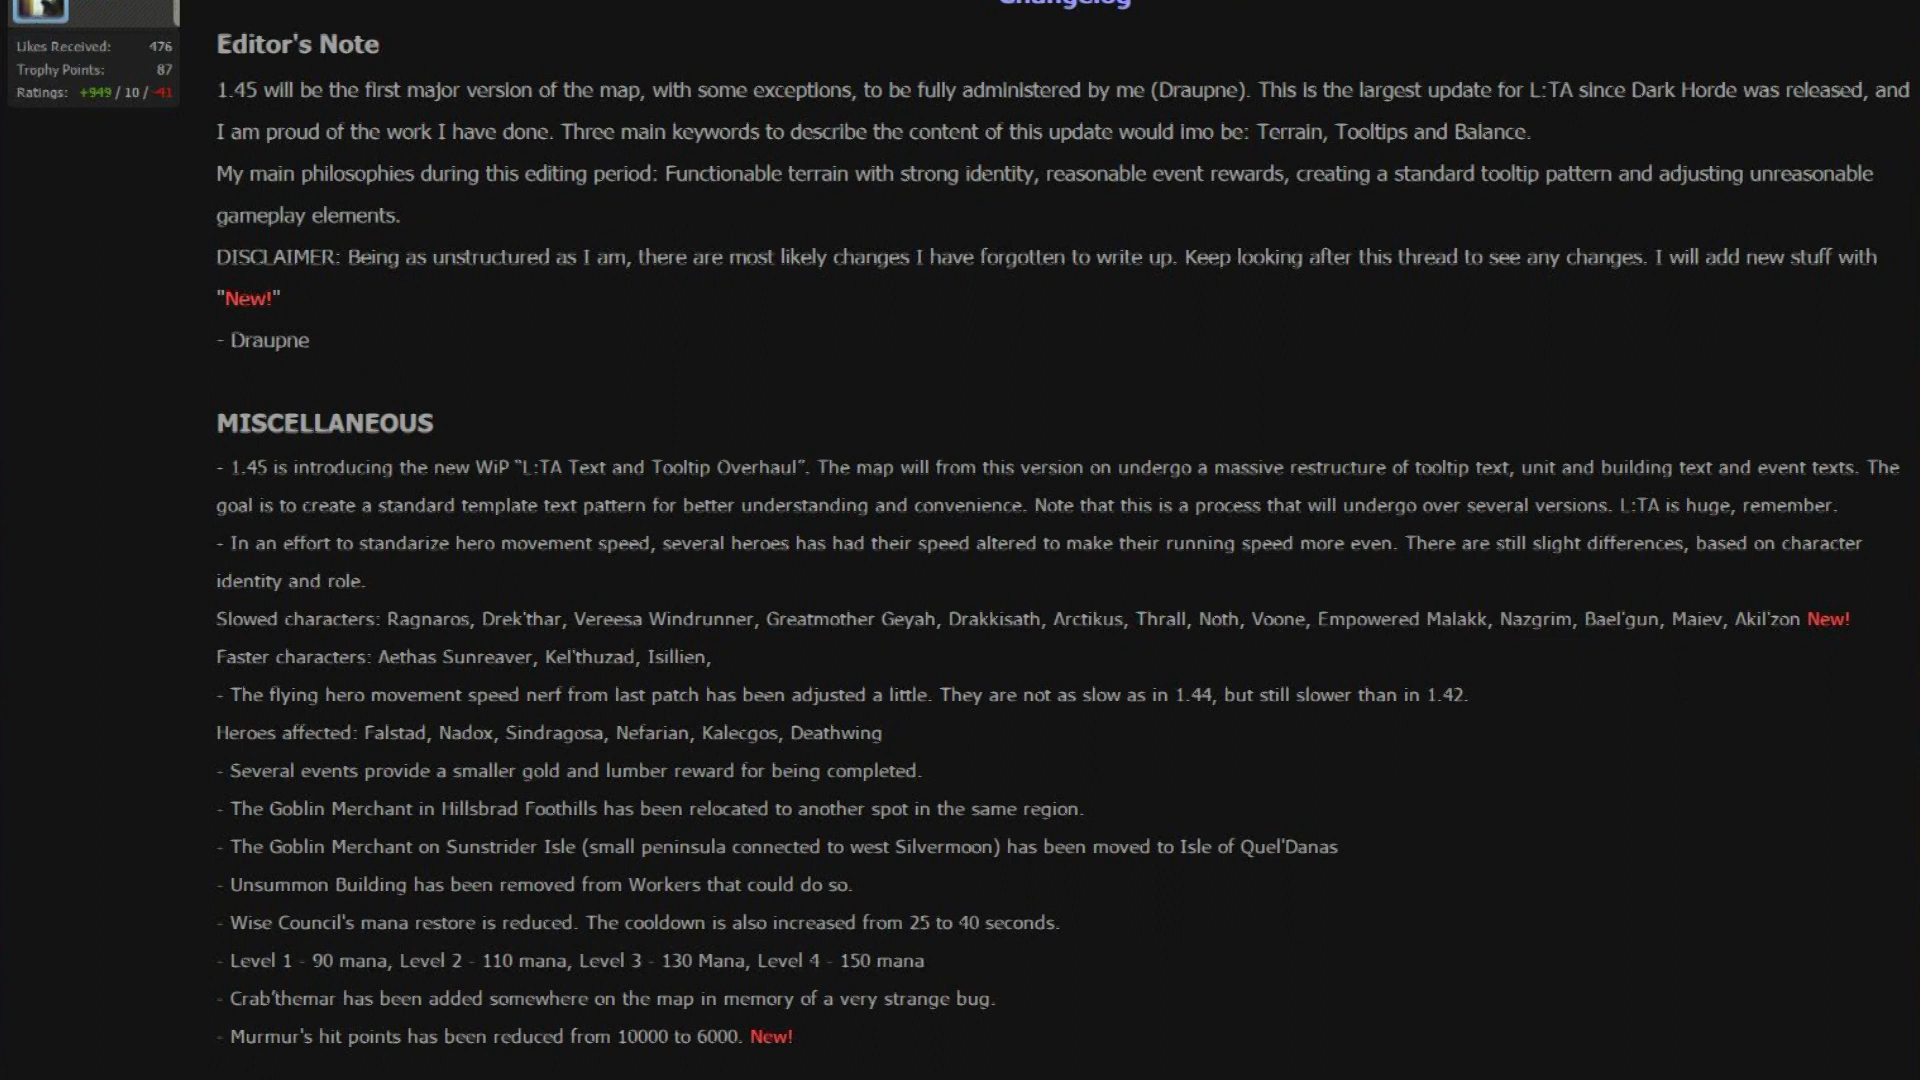 Changelog
Likes Received: 476
Trophy Points: 87
Ratings: +949 / 10 / -41
Editor's Note
1.45 will be the first major version of the map, with some exceptions, to be fully administered by me (Draupne). This is the largest update for L:TA since Dark Horde was released, and
I am proud of the work I have done. Three main keywords to describe the content of this update would imo be: Terrain, Tooltips and Balance.
My main philosophies during this editing period: Functionable terrain with strong identity, reasonable event rewards, creating a standard tooltip pattern and adjusting unreasonable
gameplay elements.
DISCLAIMER: Being as unstructured as I am, there are most likely changes I have forgotten to write up. Keep looking after this thread to see any changes. I will add new stuff with
"New!"
- Draupne
MISCELLANEOUS
- 1.45 is introducing the new WiP "L:TA Text and Tooltip Overhaul". The map will from this version on undergo a massive restructure of tooltip text, unit and building text and event texts. The
goal is to create a standard template text pattern for better understanding and convenience. Note that this is a process that will undergo over several versions. L:TA is huge, remember.
- In an effort to standarize hero movement speed, several heroes has had their speed altered to make their running speed more even. There are still slight differences, based on character
identity and role.
Slowed characters: Ragnaros, Drek'thar, Vereesa Windrunner, Greatmother Geyah, Drakkisath, Arctikus, Thrall, Noth, Voone, Empowered Malakk, Nazgrim, Bael'gun, Maiev, Akil'zon New!
Faster characters: Aethas Sunreaver, Kel'thuzad, Isillien,
- The flying hero movement speed nerf from last patch has been adjusted a little. They are not as slow as in 1.44, but still slower than in 1.42.
Heroes affected: Falstad, Nadox, Sindragosa, Nefarian, Kalecgos, Deathwing
- Several events provide a smaller gold and lumber reward for being completed.
- The Goblin Merchant in Hillsbrad Foothills has been relocated to another spot in the same region.
- The Goblin Merchant on Sunstrider Isle (small peninsula connected to west Silvermoon) has been moved to Isle of Quel'Danas
- Unsummon Building has been removed from Workers that could do so.
- Wise Council's mana restore is reduced. The cooldown is also increased from 25 to 40 seconds.
- Level 1 - 90 mana, Level 2 - 110 mana, Level 3 - 130 Mana, Level 4 - 150 mana
- Crab'themar has been added somewhere on the map in memory of a very strange bug.
- Murmur's hit points has been reduced from 10000 to 6000. New!